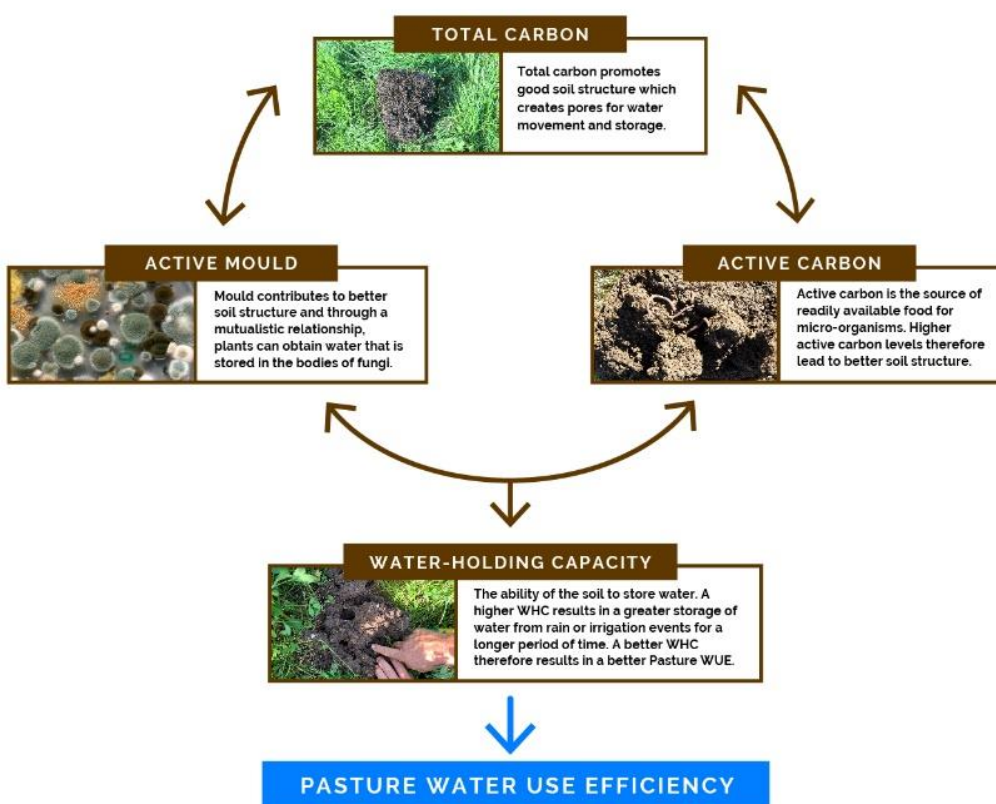 TOTAL CARBON
Total carbon promotes
good soil structure which
creates pores for water
movement and storage.
ACTIVE MOULD
Mould contributes to better
soil structure and through a
mutualistic relationship,
plants can obtain water that is
stored in the bodies of fungi.
ACTIVE CARBON
Active carbon is the source of
readily available food for
micro-organisms. Higher
active carbon levels therefore
lead to better soil structure.
WATER-HOLDING CAPACITY
The ability of the soil to store water. A
higher WHC results in a greater storage of
water from rain or irrigation events for a
longer period of time. A better WHC
therefore results in a better Pasture WUE.
PASTURE WATER USE EFFICIENCY